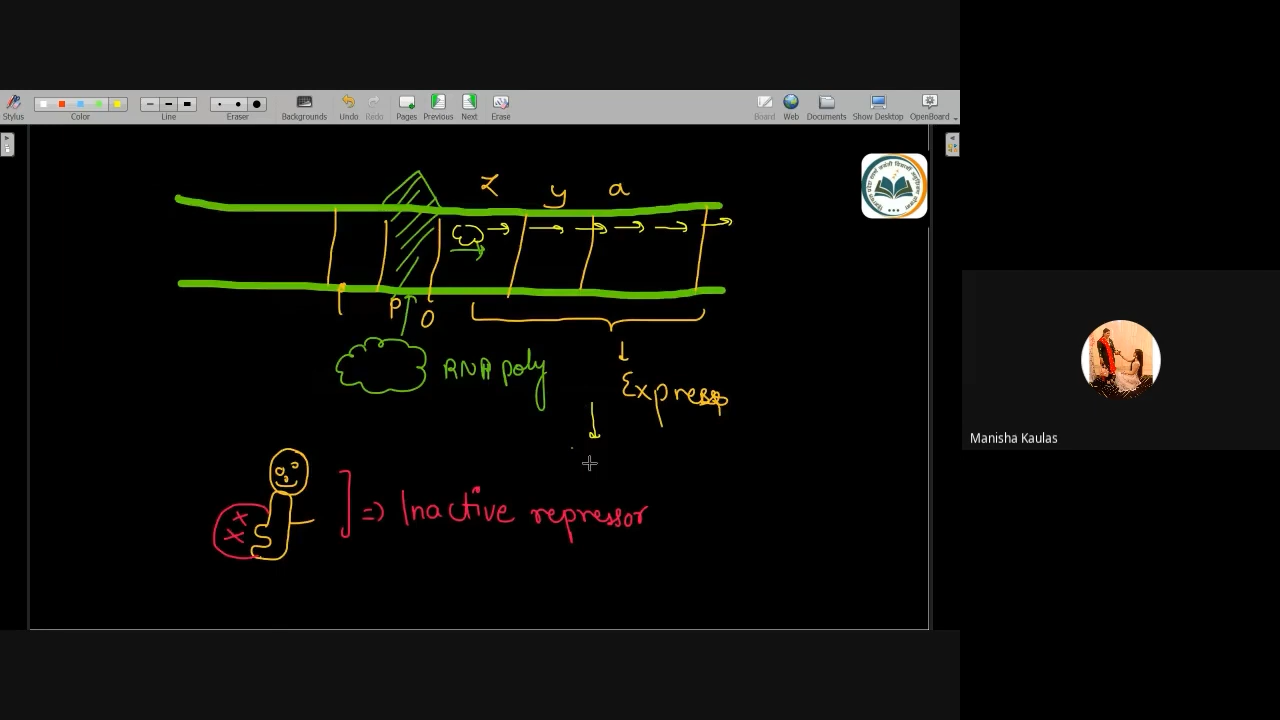 Stylus
Color
Line
Eraser
Backgrounds
Undo
Redo
Pages
Previous
Next
Erase
Board
Web
Documents
Show Desktop
OpenBoard
Z y a
P O
RNA poly
Express
Inactive repressor
x
x
Manisha Kaulas